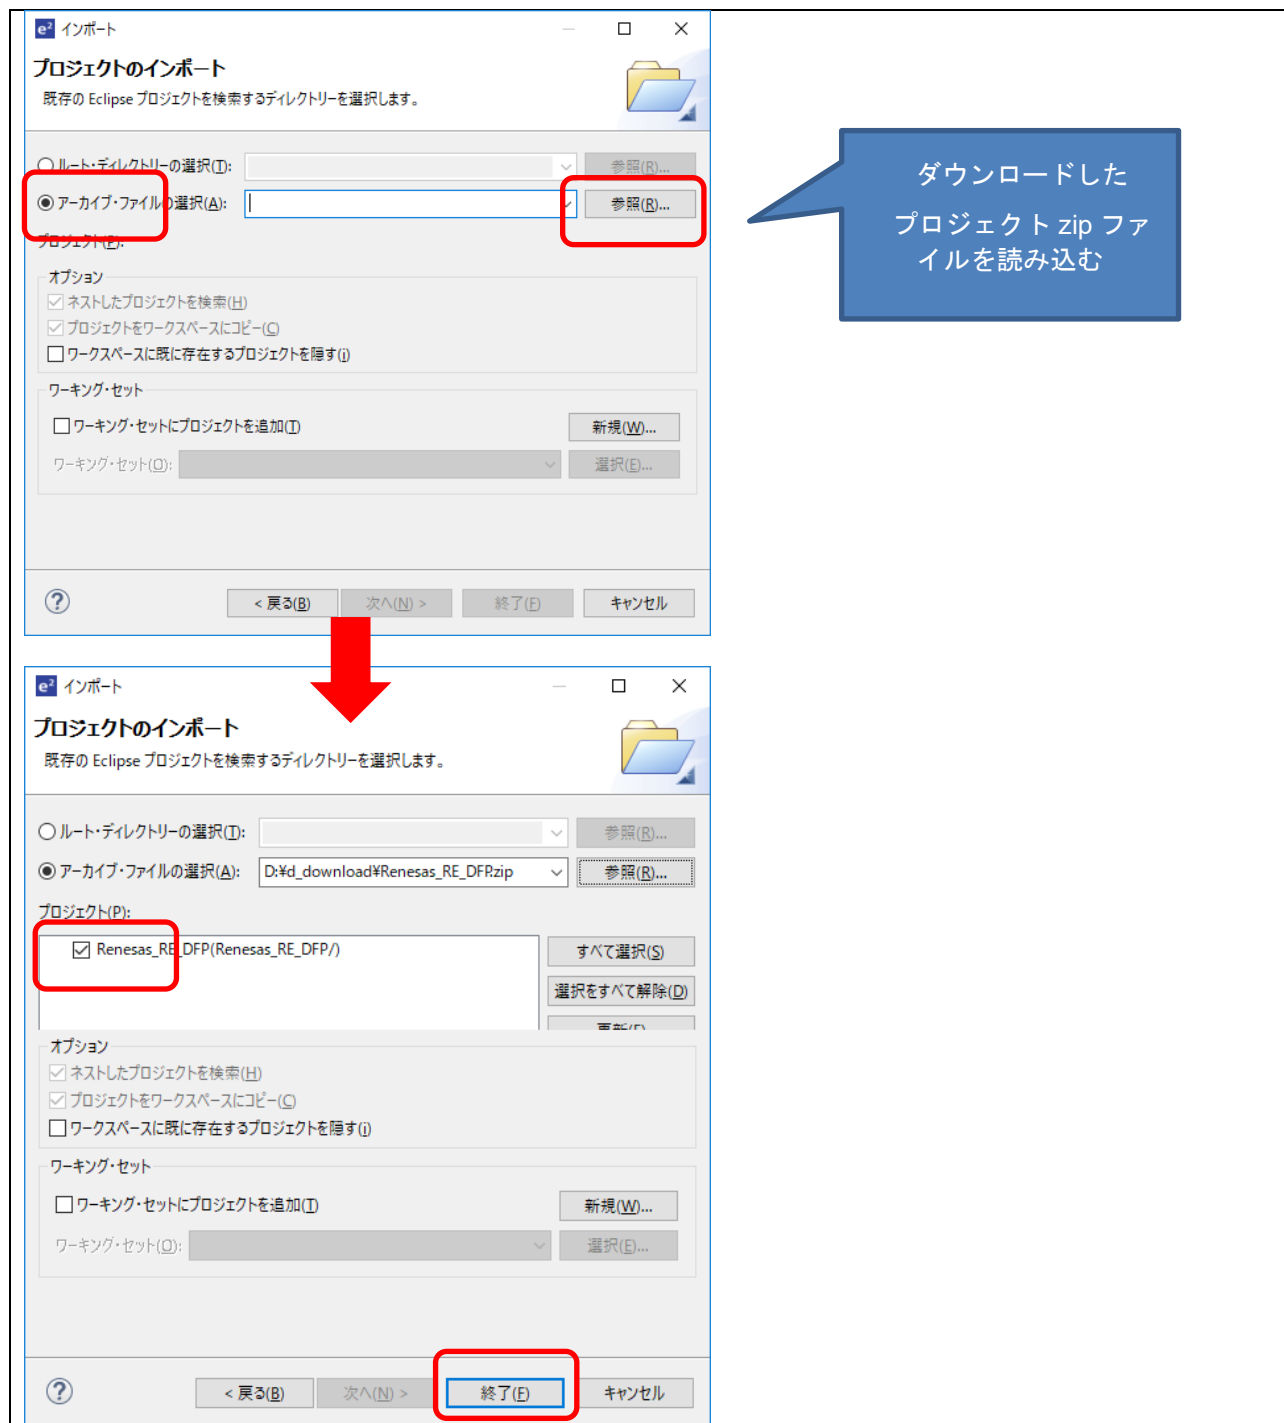 e² インポート
プロジェクトのインポート
既存の Eclipse プロジェクトを検索するディレクトリーを選択します。
ルート・ディレクトリーの選択(T):
参照(R)...
アーカイブ・ファイルの選択(A):
参照(R)...
プロジェクト(P):
オプション
ネストしたプロジェクトを検索(H)
プロジェクトをワークスペースにコピー(C)
ワークスペースに既に存在するプロジェクトを隠す(i)
ワーキング・セット
ワーキング・セットにプロジェクトを追加(T)
新規(W)...
ワーキング・セット(O):
選択(E)...
?
< 戻る(B)
次へ(N) >
終了(F)
キャンセル
ダウンロードした
プロジェクト zip ファ
イルを読み込む
e² インポート
プロジェクトのインポート
既存の Eclipse プロジェクトを検索するディレクトリーを選択します。
ルート・ディレクトリーの選択(T):
参照(R)...
アーカイブ・ファイルの選択(A):
D:¥d_download¥Renesas_RE_DFP.zip
参照(R)...
プロジェクト(P):
Renesas_RE_DFP(Renesas_RE_DFP/)
すべて選択(S)
選択をすべて解除(D)
更新(E)
オプション
ネストしたプロジェクトを検索(H)
プロジェクトをワークスペースにコピー(C)
ワークスペースに既に存在するプロジェクトを隠す(i)
ワーキング・セット
ワーキング・セットにプロジェクトを追加(T)
新規(W)...
ワーキング・セット(O):
選択(E)...
?
< 戻る(B)
次へ(N) >
終了(F)
キャンセル